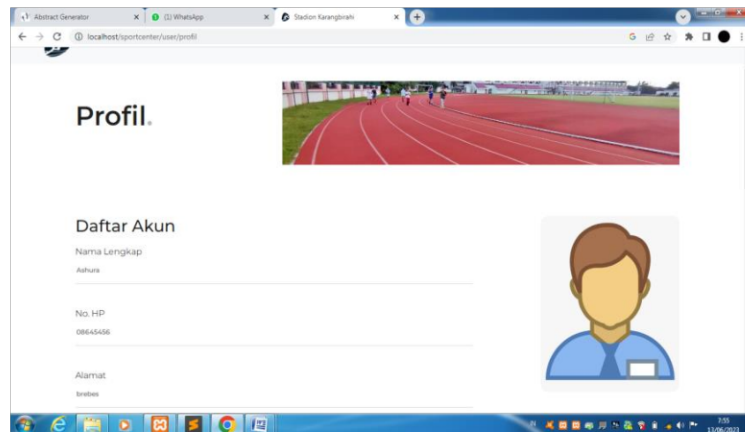 Abstract Generator
(1) WhatsApp
Stadion Karangbirahi
localhost/sportcenter/user/profil
Profil.
Daftar Akun
Nama Lengkap
Ashura
No. HP
08645456
Alamat
brebes
7:55
13/06/2023